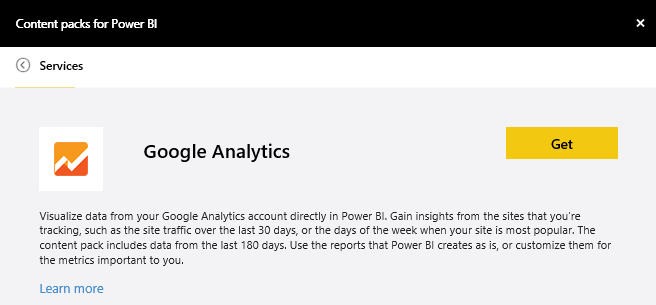 Content packs for Power BI
Services
Google Analytics
Get
Visualize data from your Google Analytics account directly in Power BI. Gain insights from the sites that you're
tracking, such as the site traffic over the last 30 days, or the days of the week when your site is most popular. The
content pack includes data from the last 180 days. Use the reports that Power BI creates as is, or customize them for
the metrics important to you.
Learn more